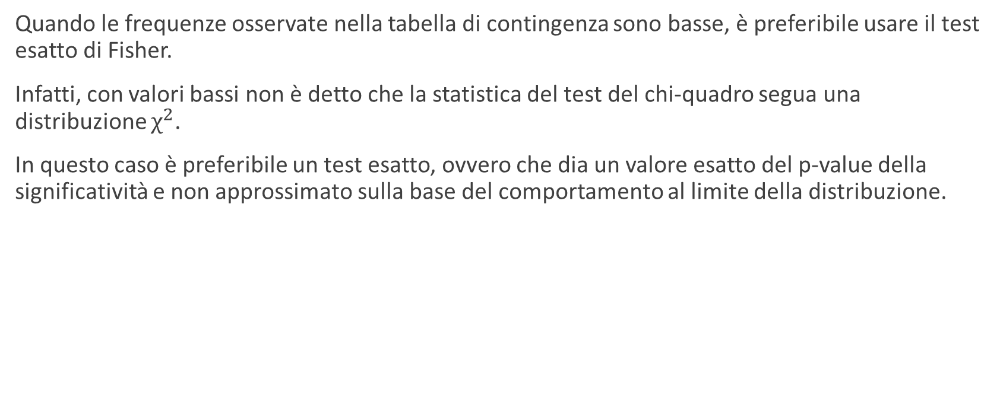 Quando le frequenze osservate nella tabella di contingenza sono basse, è preferibile usare il test
esatto di Fisher.
Infatti, con valori bassi non è detto che la statistica del test del chi-quadro segua una
distribuzione χ².
In questo caso è preferibile un test esatto, ovvero che dia un valore esatto del p-value della
significatività e non approssimato sulla base del comportamento al limite della distribuzione.